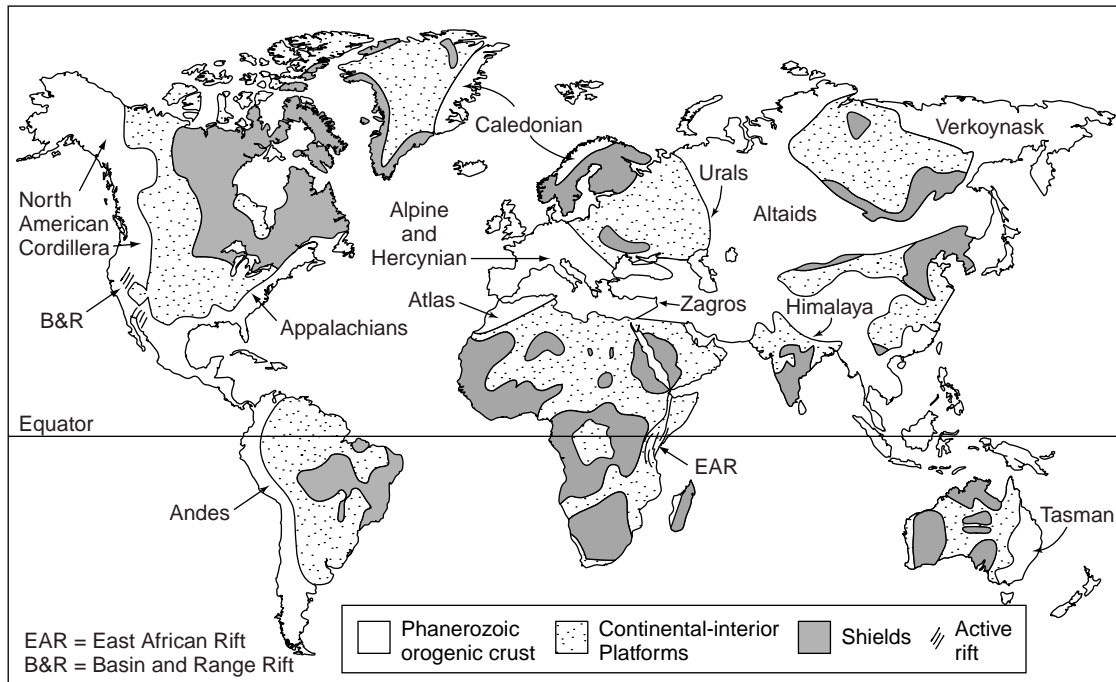 Caledonian
Verkoynask
Urals
North
American
Cordillera
Alpine
and
Hercynian
Altaids
B&R
Appalachians
Atlas
Zagros
Himalaya
Equator
EAR
Andes
Tasman
EAR = East African Rift
B&R = Basin and Range Rift
Phanerozoic
orogenic crust
Continental-interior
Platforms
Shields
Active
rift